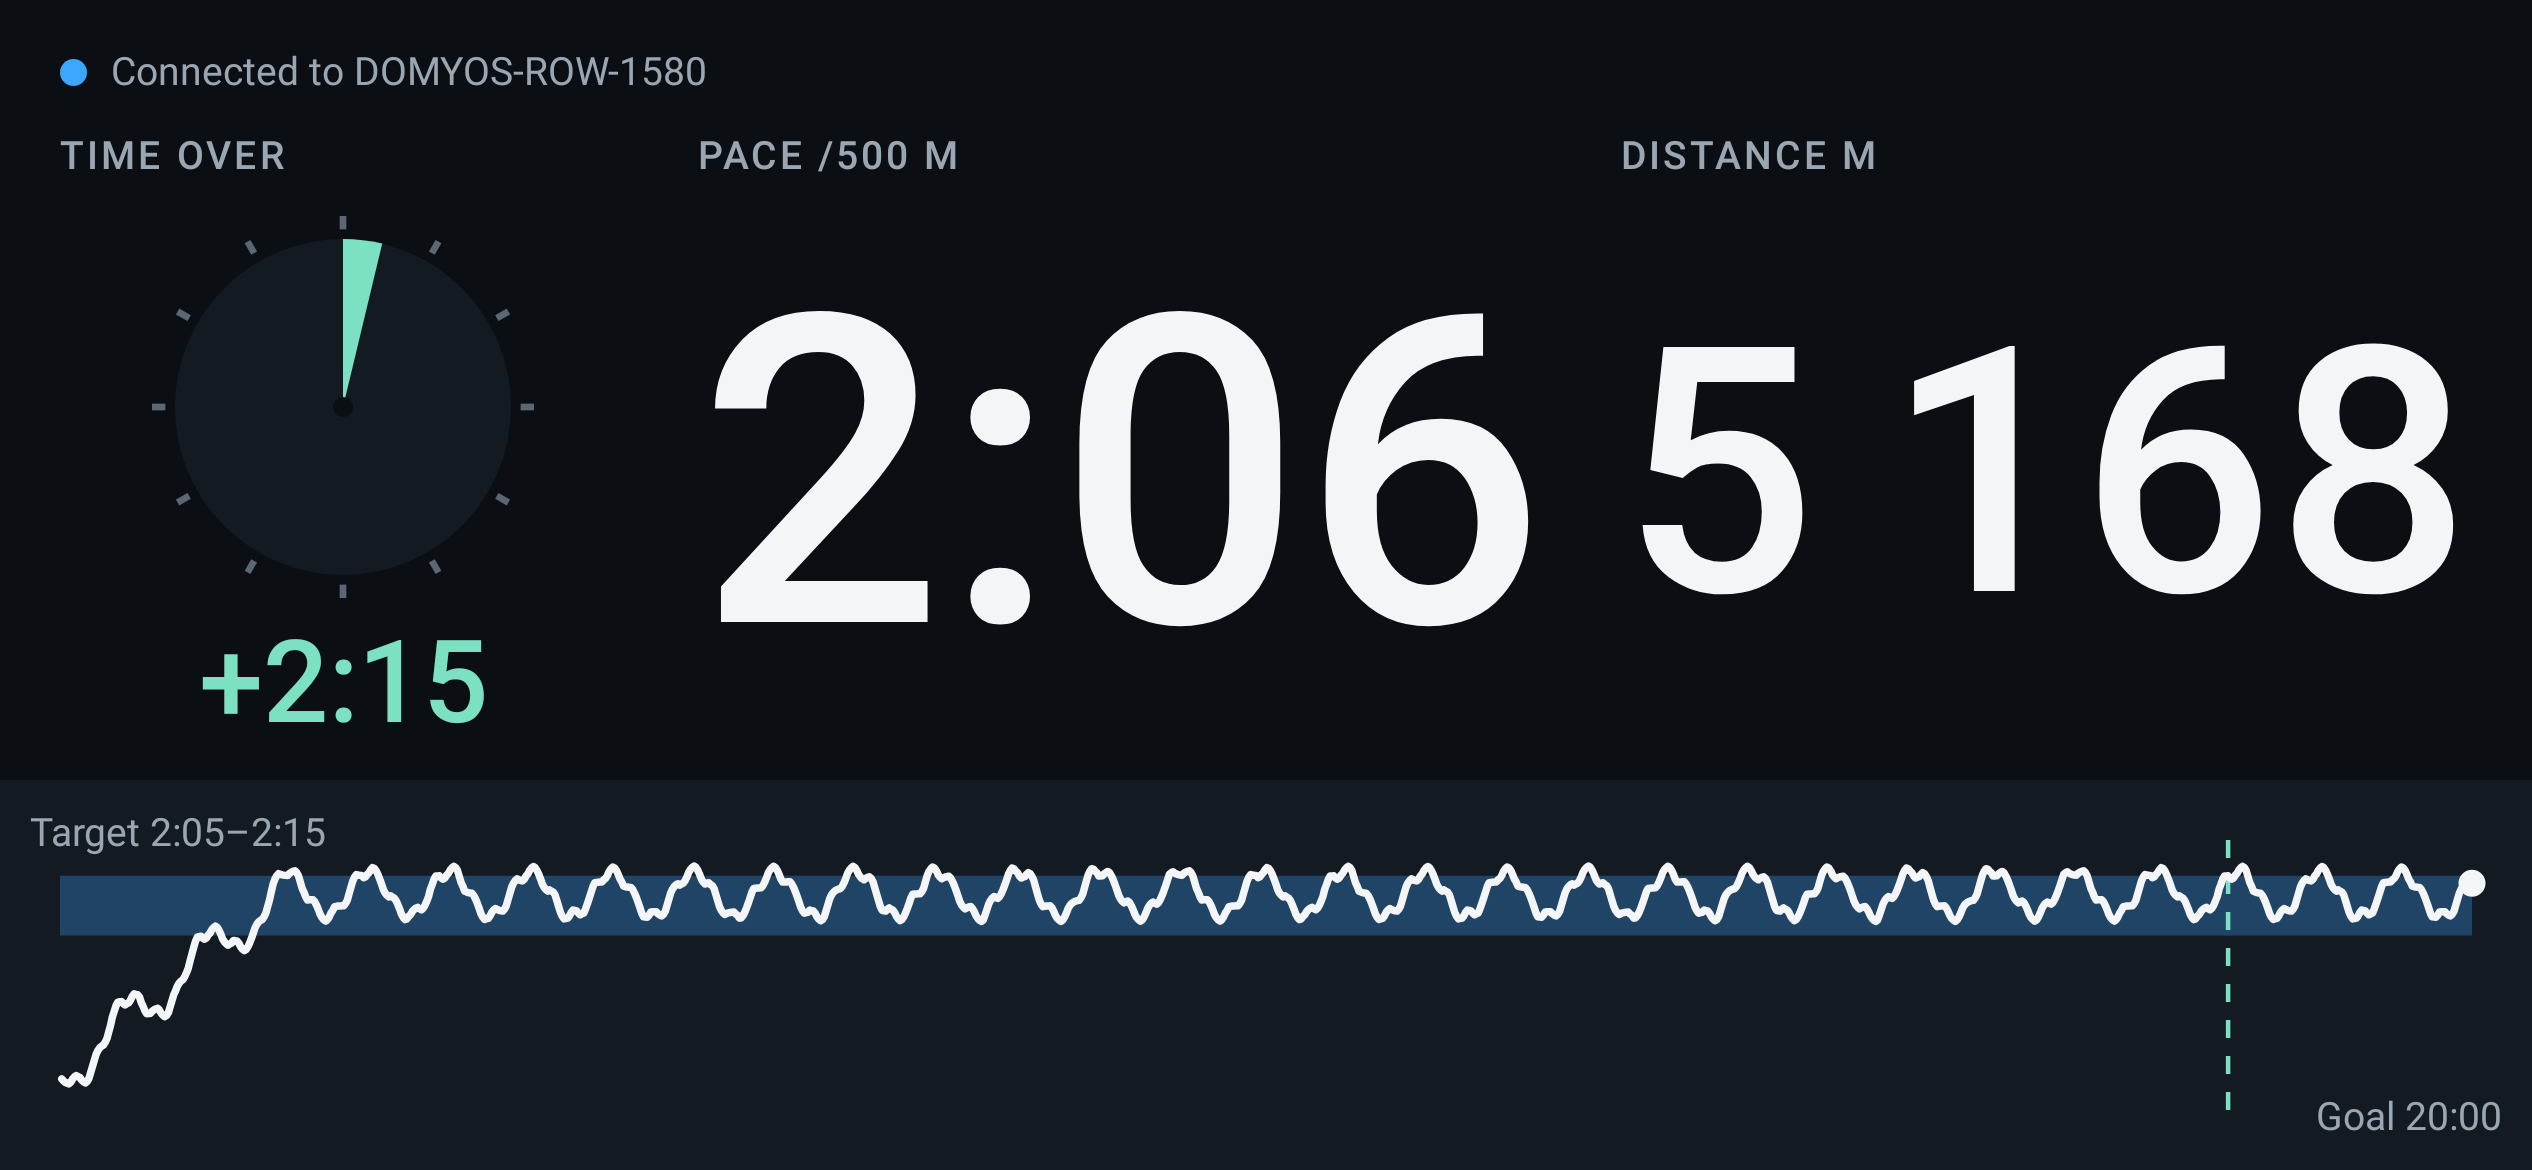 Connected to DOMYOS-ROW-1580
TIME OVER
PACE /500 M
DISTANCE M
2:06
5 168
+2:15
Target 2:05–2:15
Goal 20:00